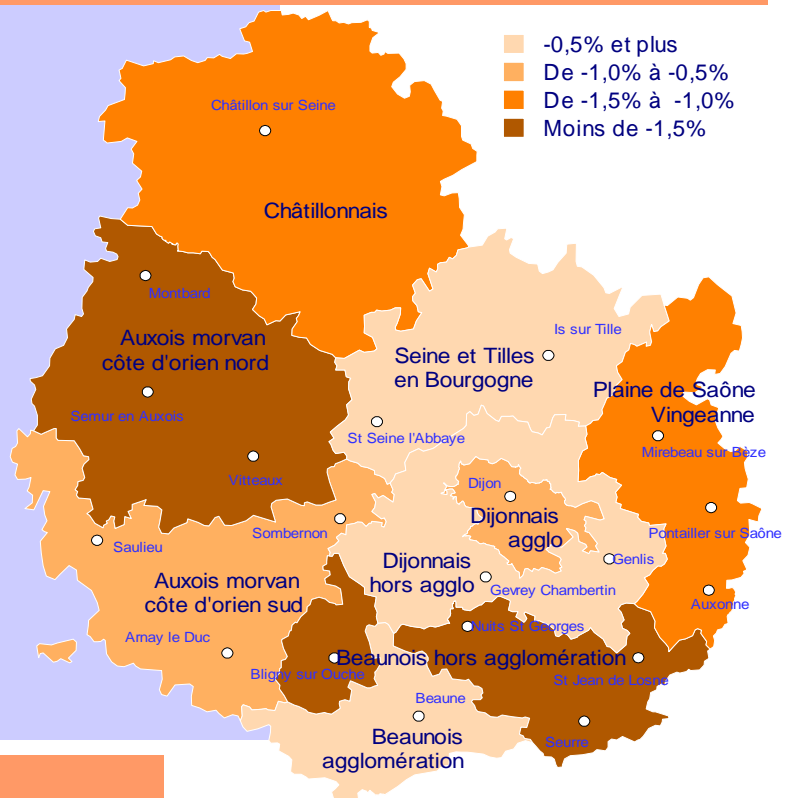 -0,5% et plus
De -1,0% à -0,5%
De -1,5% à -1,0%
Moins de -1,5%
Châtillon sur Seine
Châtillonnais
Montbard
Auxois morvan
côte d'orien nord
Semur en Auxois
Vitteaux
Is sur Tille
Seine et Tilles
en Bourgogne
St Seine l'Abbaye
Plaine de Saône
Vingeanne
Mirebeau sur Bèze
Pontailler sur Saône
Auxonne
Dijon
Dijonnais
agglo
Genlis
Dijonnais
hors agglo
Gevrey Chambertin
Sombernon
Saulieu
Auxois morvan
côte d'orien sud
Arnay le Duc
Bligny sur Ouche
Nuits St Georges
Beaunois hors agglomération
St Jean de Losne
Seurre
Beaune
Beaunois
agglomération